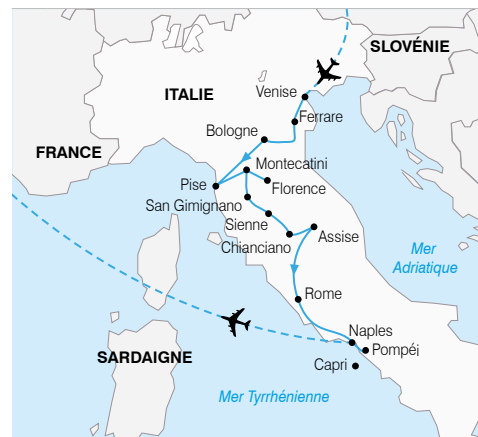 SLOVÉNIE
ITALIE
Venise
Ferrare
Bologne
FRANCE
Montecatini
Pise
Florence
San Gimignano
Sienne
Assise
Chianciano
Mer
Adriatique
Rome
Naples
SARDAIGNE
Pompéi
Capri
Mer Tyrrhénienne